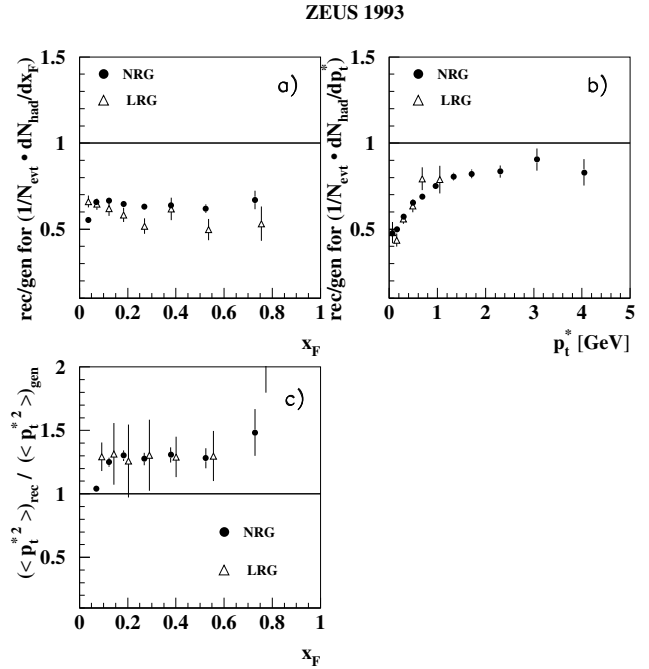 ZEUS 1993
rec/gen for (1/N_evt • dN_had/dx_F)
1.5
1
0.5
NRG
LRG
a)
0 0.2 0.4 0.6 0.8 1
x_F
rec/gen for (1/N_evt • dN_had/dp_t^*)
1.5
1
0.5
NRG
LRG
b)
0 1 2 3 4 5
p_t^* [GeV]
(< p_t^{*2} >)_rec / (< p_t^{*2} >)_gen
2
1.5
1
0.5
c)
NRG
LRG
0 0.2 0.4 0.6 0.8 1
x_F